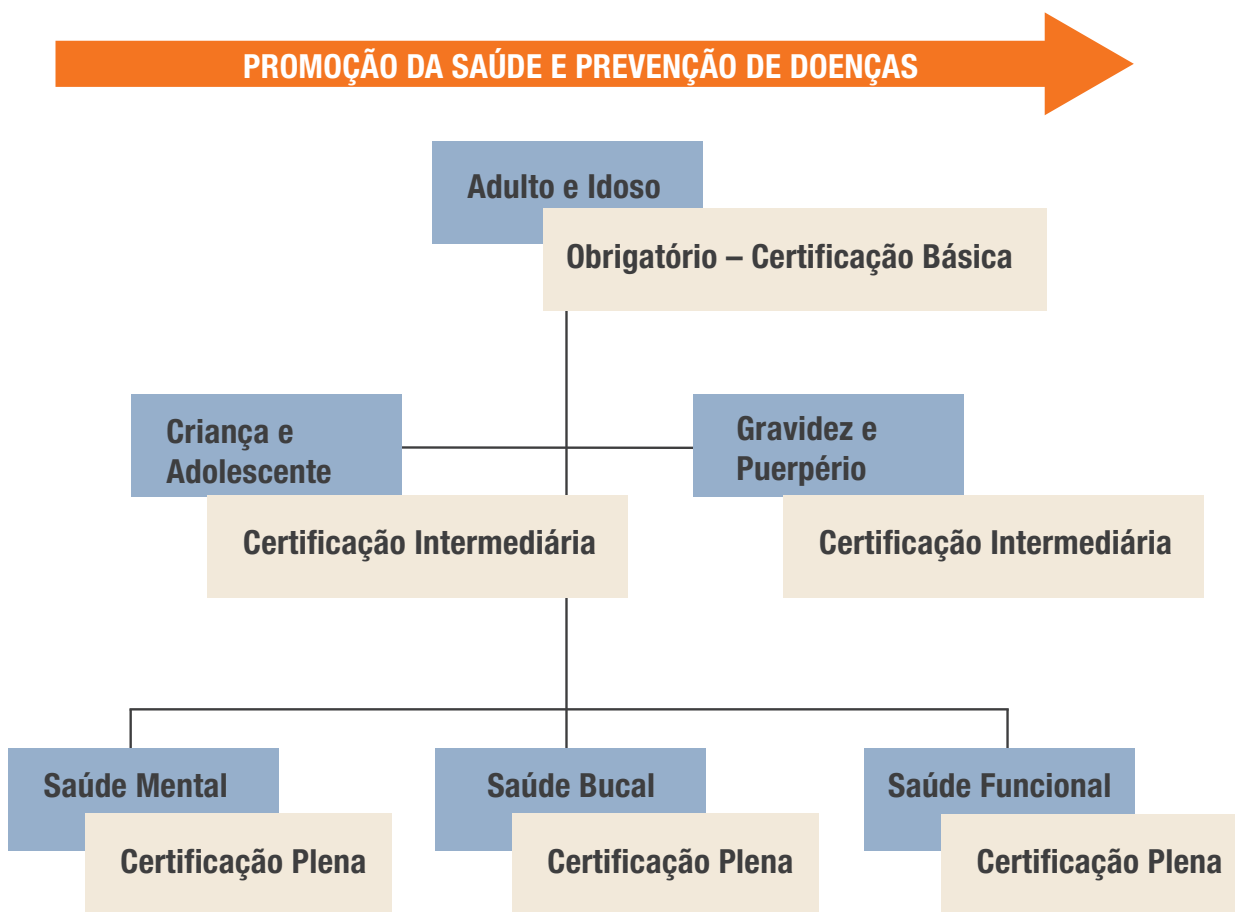 PROMOÇÃO DA SAÚDE E PREVENÇÃO DE DOENÇAS
Adulto e Idoso
Obrigatório – Certificação Básica
Criança e
Adolescente
Certificação Intermediária
Gravidez e
Puerpério
Certificação Intermediária
Saúde Mental
Certificação Plena
Saúde Bucal
Certificação Plena
Saúde Funcional
Certificação Plena